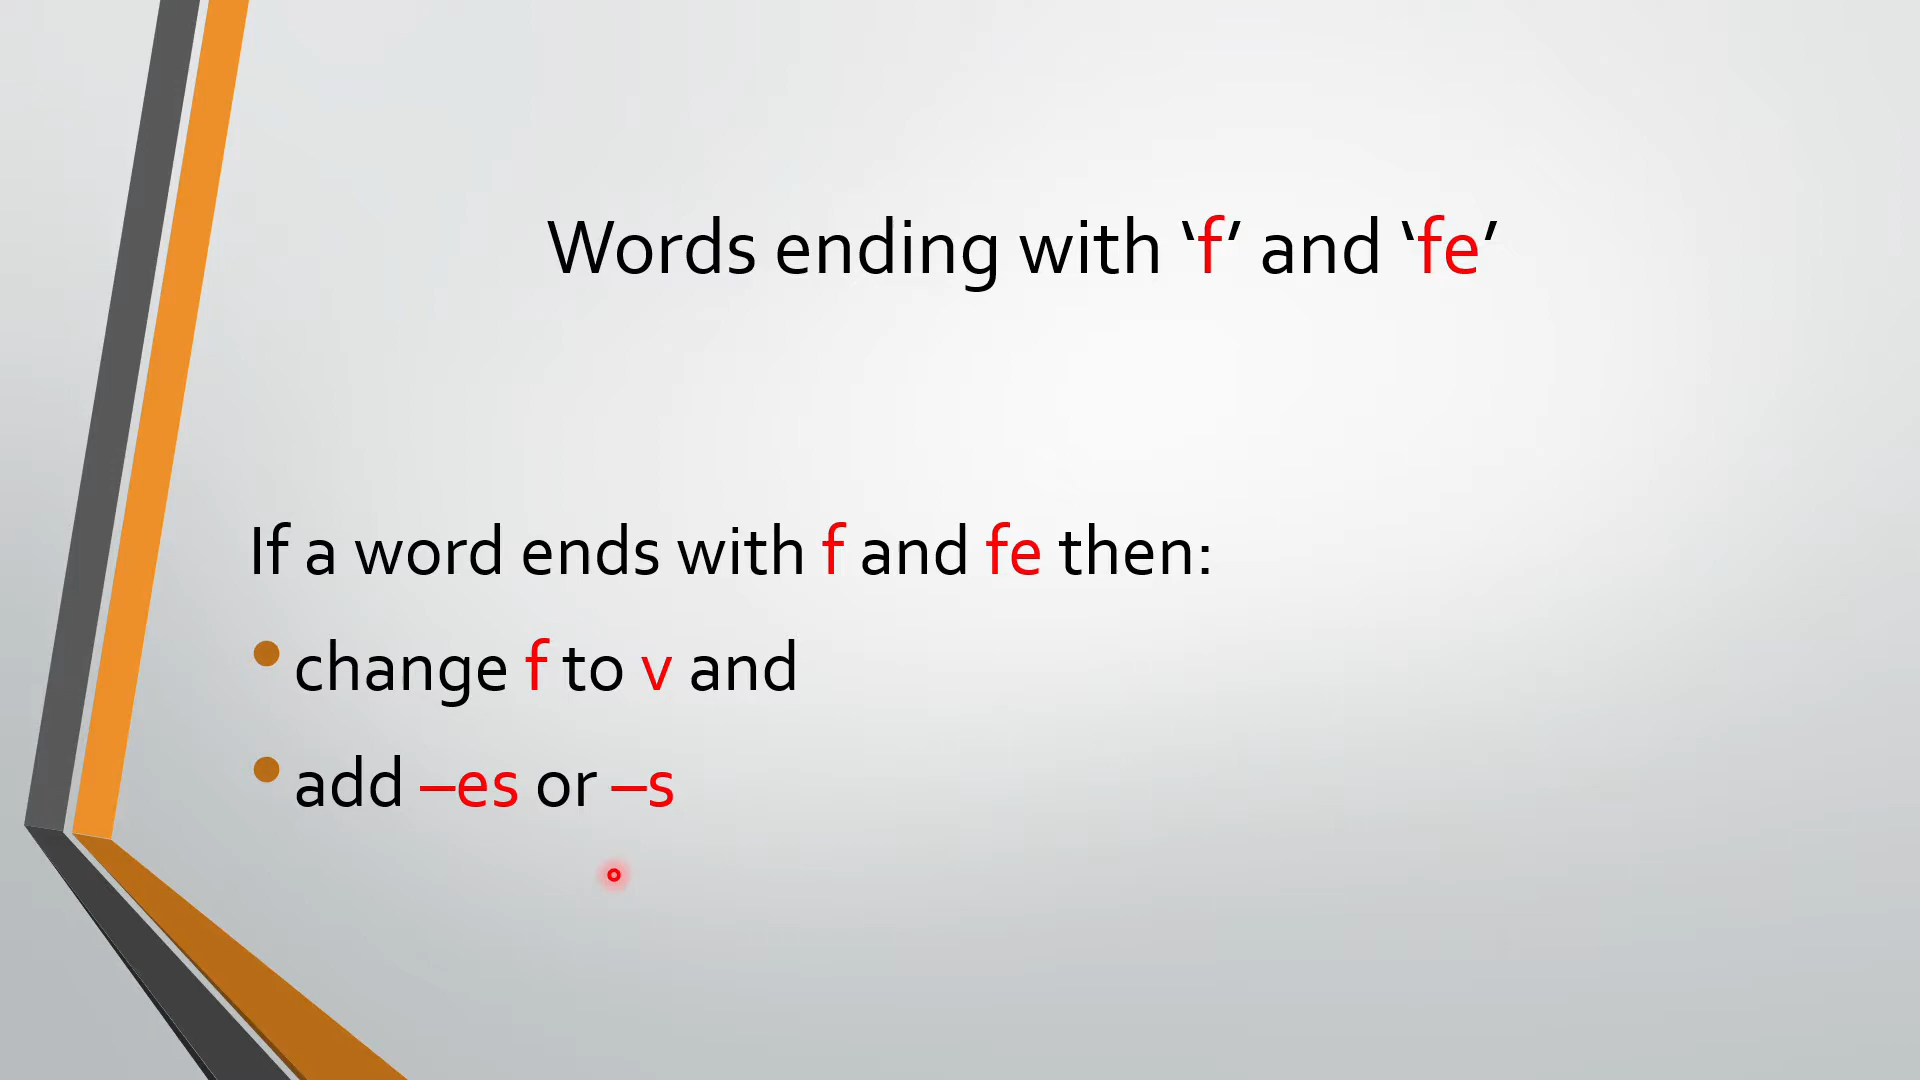 Words ending with ‘f’ and ‘fe’
If a word ends with f and fe then:
• change f to v and
• add –es or –s